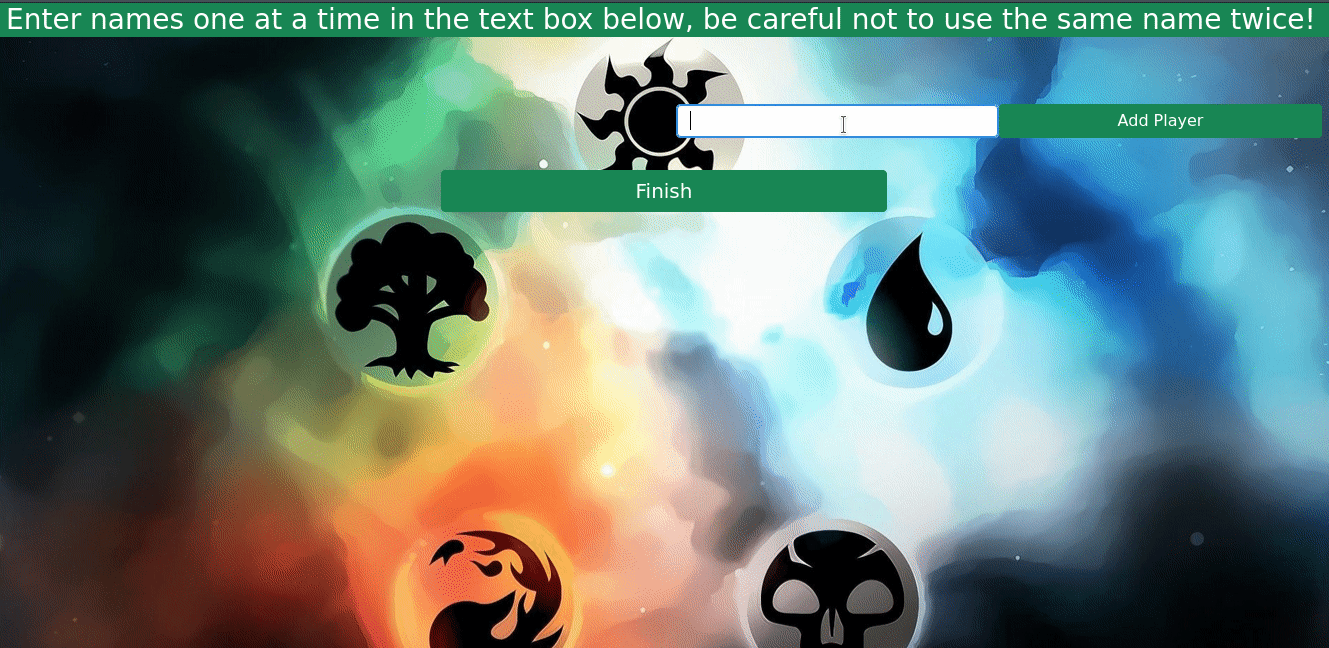 Enter names one at a time in the text box below, be careful not to use the same name twice!
Add Player
Finish